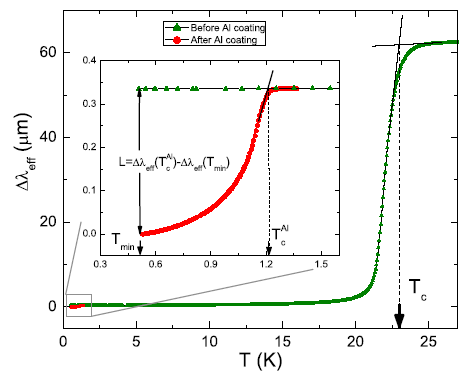 Before Al coating
After Al coating
60
40
20
0
Δλeff (μm)
0.4
0.3
0.2
0.1
0.0
L=Δλeff(TcAl)-Δλeff(Tmin)
Tmin
TcAl
0.3 0.6 0.9 1.2 1.5
Tc
0 5 10 15 20 25
T (K)